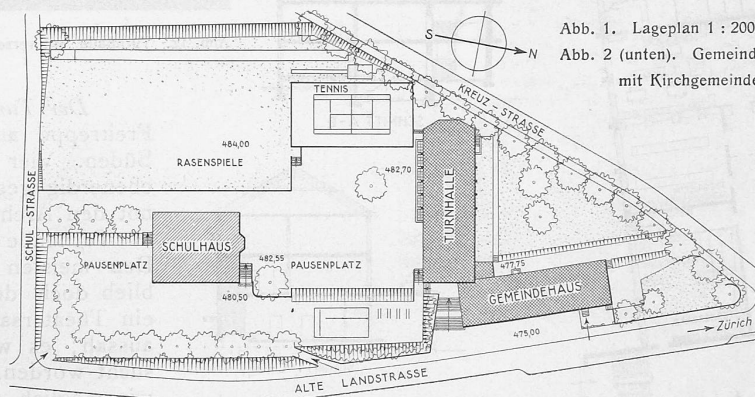 Abb. 1. Lageplan 1 : 200
Abb. 2 (unten). Gemeind
mit Kirchgemeinde
S
N
KREUZ-STRASSE
TENNIS
484,00
RASENSPIELE
482,70
TURNHALLE
SCHUL-STRASSE
SCHULHAUS
482,55
477,75
PAUSENPLATZ
PAUSENPLATZ
480,50
GEMEINDEHAUS
475,00
Zürich
ALTE LANDSTRASSE